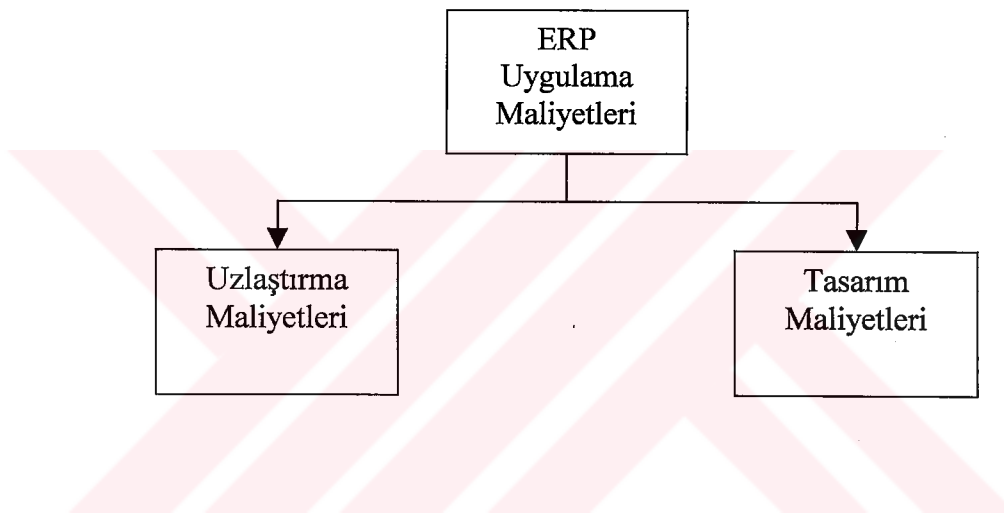 ERP
Uygulama
Maliyetleri
Uzlaştırma
Maliyetleri
Tasarım
Maliyetleri